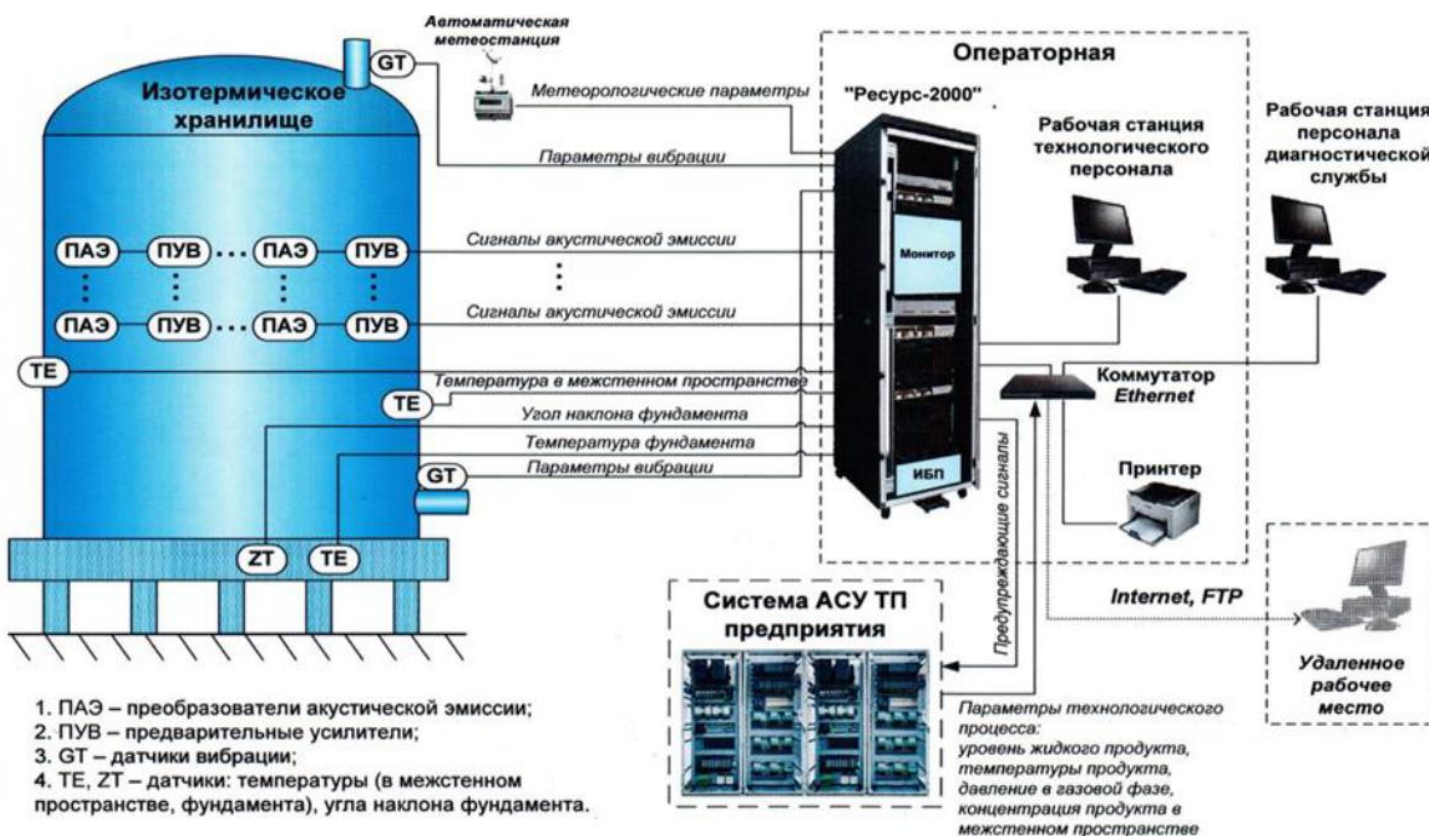 Автоматическая
метеостанция
GT
Изотермическое
хранилище
Метеорологические параметры
Параметры вибрации
Операторная
"Ресурс-2000"
Рабочая станция
технологического
персонала
Рабочая станция
персонала
диагностической
службы
ПАЭ ПУВ ... ПАЭ ПУВ
Сигналы акустической эмиссии
Монитор
ПАЭ ПУВ ... ПАЭ ПУВ
Сигналы акустической эмиссии
TE
Температура в межстенном пространстве
TE
Угол наклона фундамента
Температура фундамента
GT
Параметры вибрации
ИБП
Коммутатор
Ethernet
Принтер
ZT TE
Предупреждающие сигналы
Internet, FTP
Система АСУ ТП
предприятия
Удаленное
рабочее
место
Параметры технологического
процесса:
уровень жидкого продукта,
температуры продукта,
давление в газовой фазе,
концентрация продукта в
межстенном пространстве
1. ПАЭ – преобразователи акустической эмиссии;
2. ПУВ – предварительные усилители;
3. GT – датчики вибрации;
4. TE, ZT – датчики: температуры (в межстенном
пространстве, фундамента), угла наклона фундамента.